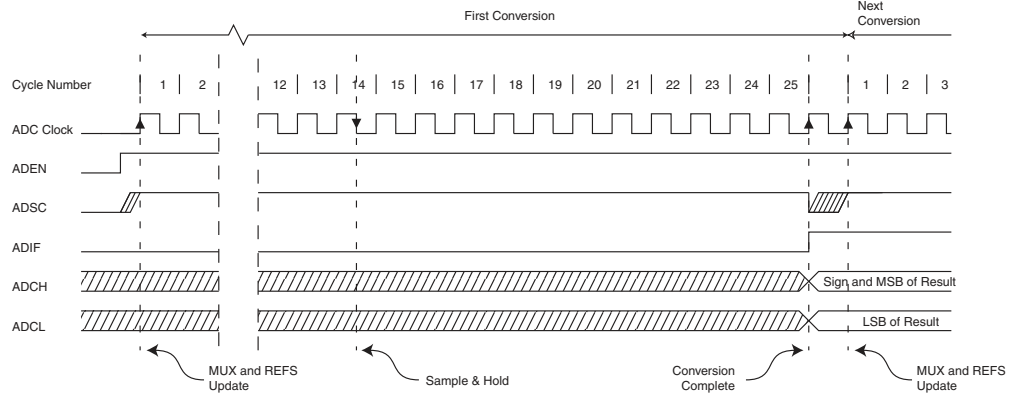 First Conversion
Next
Conversion
Cycle Number 1 2 12 13 14 15 16 17 18 19 20 21 22 23 24 25 1 2 3
ADC Clock
ADEN
ADSC
ADIF
ADCH Sign and MSB of Result
ADCL LSB of Result
MUX and REFS
Update
Sample & Hold
Conversion
Complete
MUX and REFS
Update